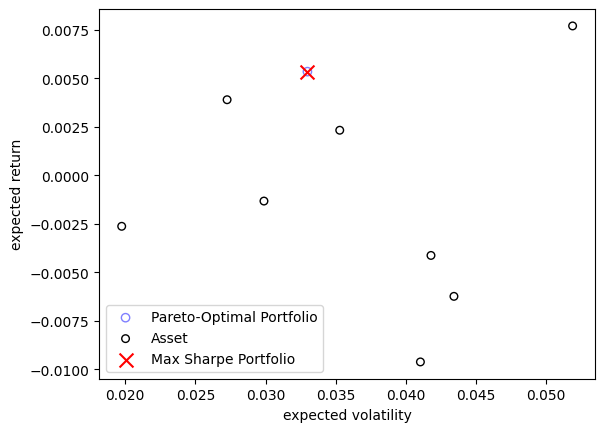 0.0075
0.0050
0.0025
0.0000
−0.0025
−0.0050
−0.0075
−0.0100
expected return
Pareto-Optimal Portfolio
Asset
Max Sharpe Portfolio
0.020 0.025 0.030 0.035 0.040 0.045 0.050
expected volatility